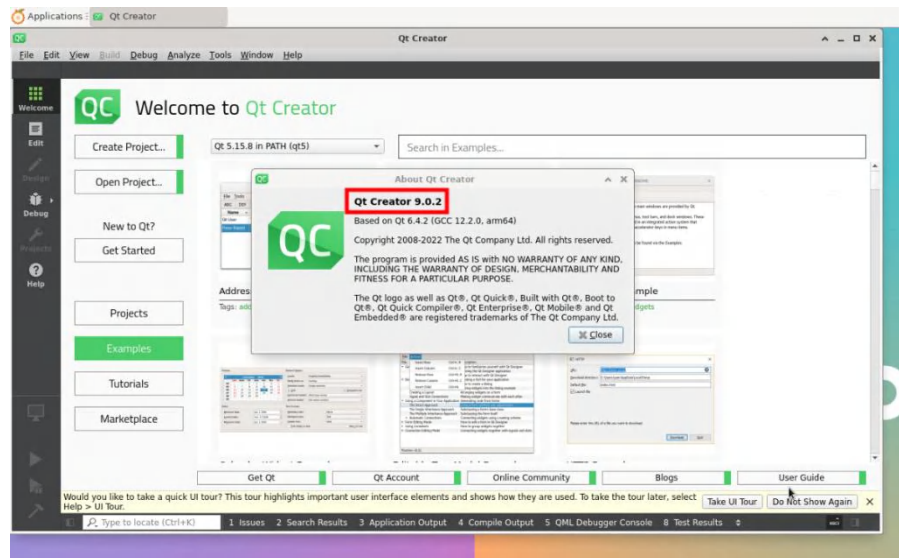 Applications
Qt Creator
Qt Creator
File Edit View Build Debug Analyze Tools Window Help
Welcome
Edit
Design
Debug
Projects
Help
QC Welcome to Qt Creator
Create Project...
Qt 5.15.8 in PATH (qt5)
Search in Examples...
Open Project...
New to Qt?
Get Started
Projects
Examples
Tutorials
Marketplace
About Qt Creator
QC
Qt Creator 9.0.2
Based on Qt 6.4.2 (GCC 12.2.0, arm64)
Copyright 2008-2022 The Qt Company Ltd. All rights reserved.
The program is provided AS IS with NO WARRANTY OF ANY KIND,
INCLUDING THE WARRANTY OF DESIGN, MERCHANTABILITY AND
FITNESS FOR A PARTICULAR PURPOSE.
The Qt logo as well as Qt®, Qt Quick®, Built with Qt®, Boot to
Qt®, Qt Quick Compiler®, Qt Enterprise®, Qt Mobile® and Qt
Embedded® are registered trademarks of The Qt Company Ltd.
Close
Addres
Tags: add
Get Qt
Qt Account
Online Community
Blogs
User Guide
Would you like to take a quick UI tour? This tour highlights important user interface elements and shows how they are used. To take the tour later, select
Help > UI Tour.
Take UI Tour
Do Not Show Again
Type to locate (Ctrl+K)
1 Issues 2 Search Results 3 Application Output 4 Compile Output 5 QML Debugger Console 8 Test Results